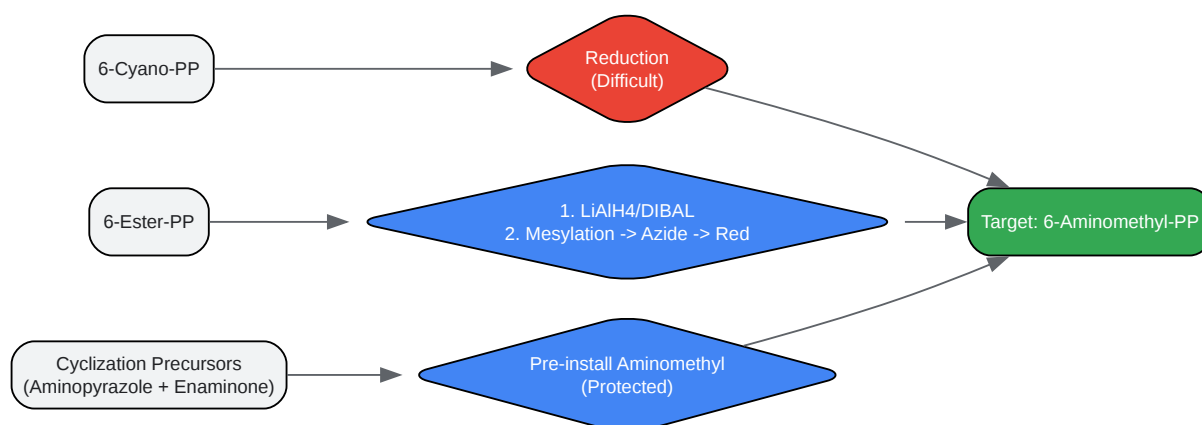 6-Cyano-PP
Reduction
(Difficult)
6-Ester-PP
1. LiAlH4/DIBAL
2. Mesylation -> Azide -> Red
Target: 6-Aminomethyl-PP
Cyclization Precursors
(Aminopyrazole + Enaminone)
Pre-install Aminomethyl
(Protected)